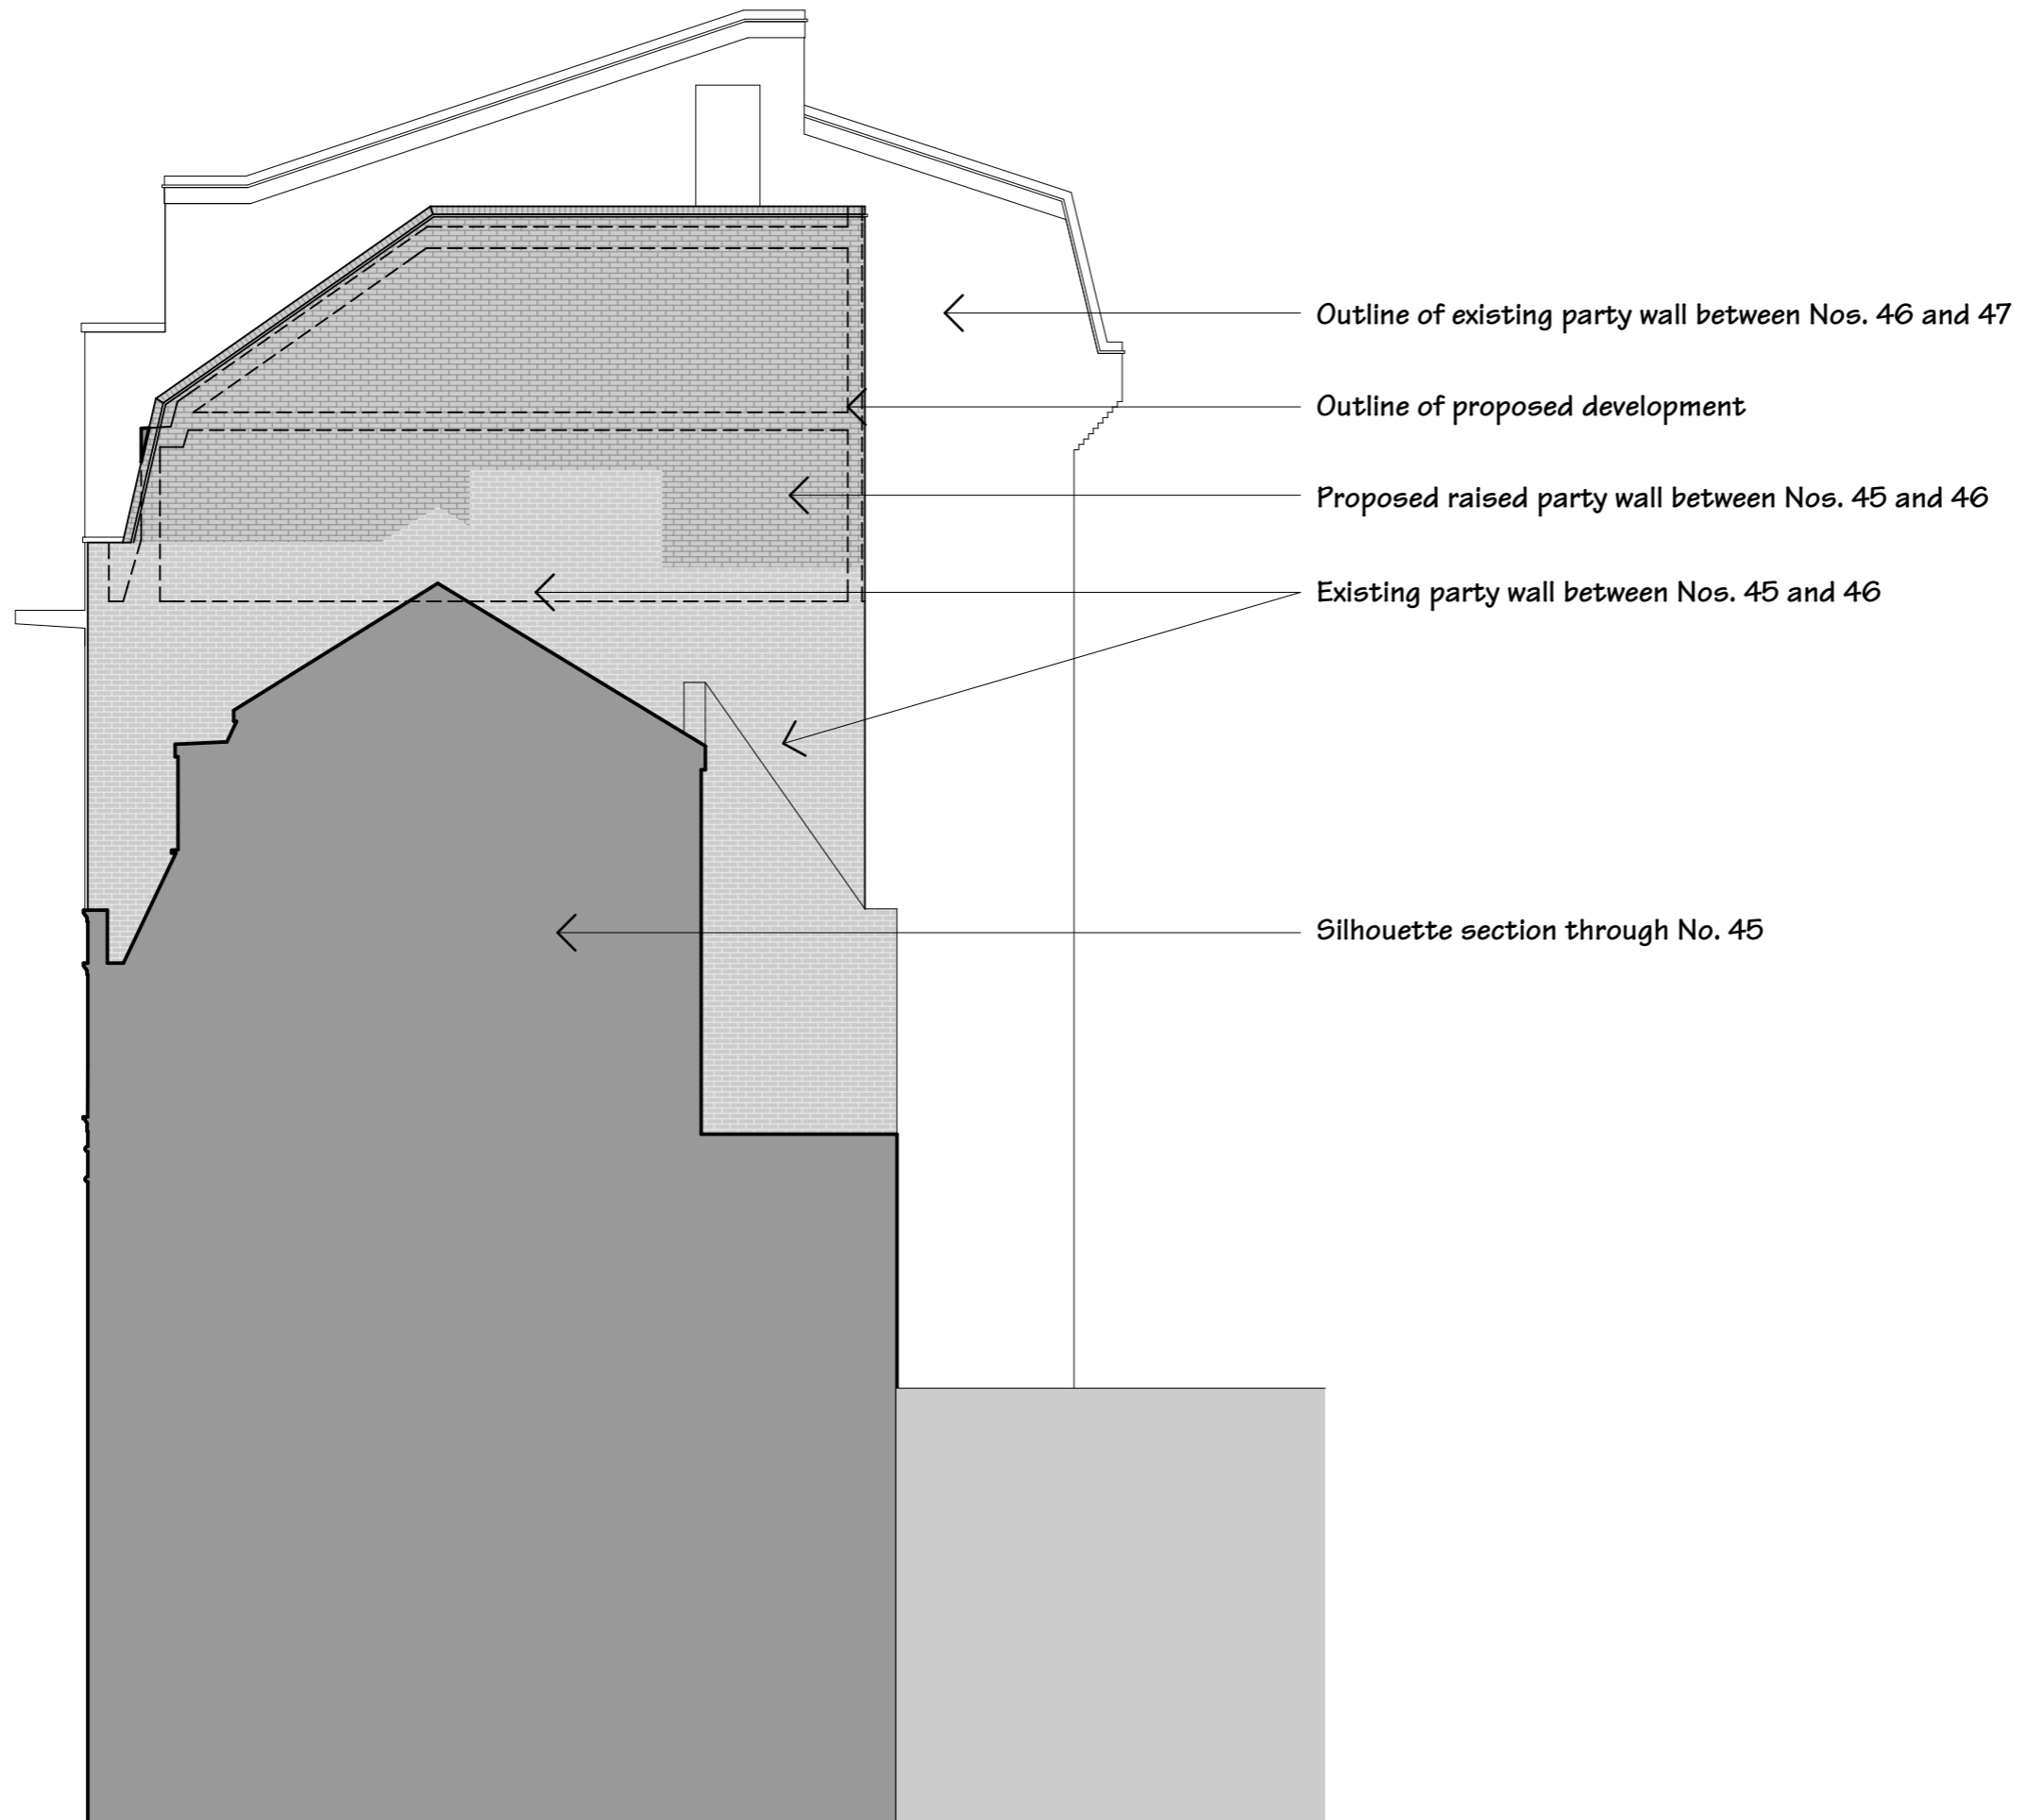 Outline of existing party wall between Nos. 46 and 47
Outline of proposed development
Proposed raised party wall between Nos. 45 and 46
Existing party wall between Nos. 45 and 46
Silhouette section through No. 45